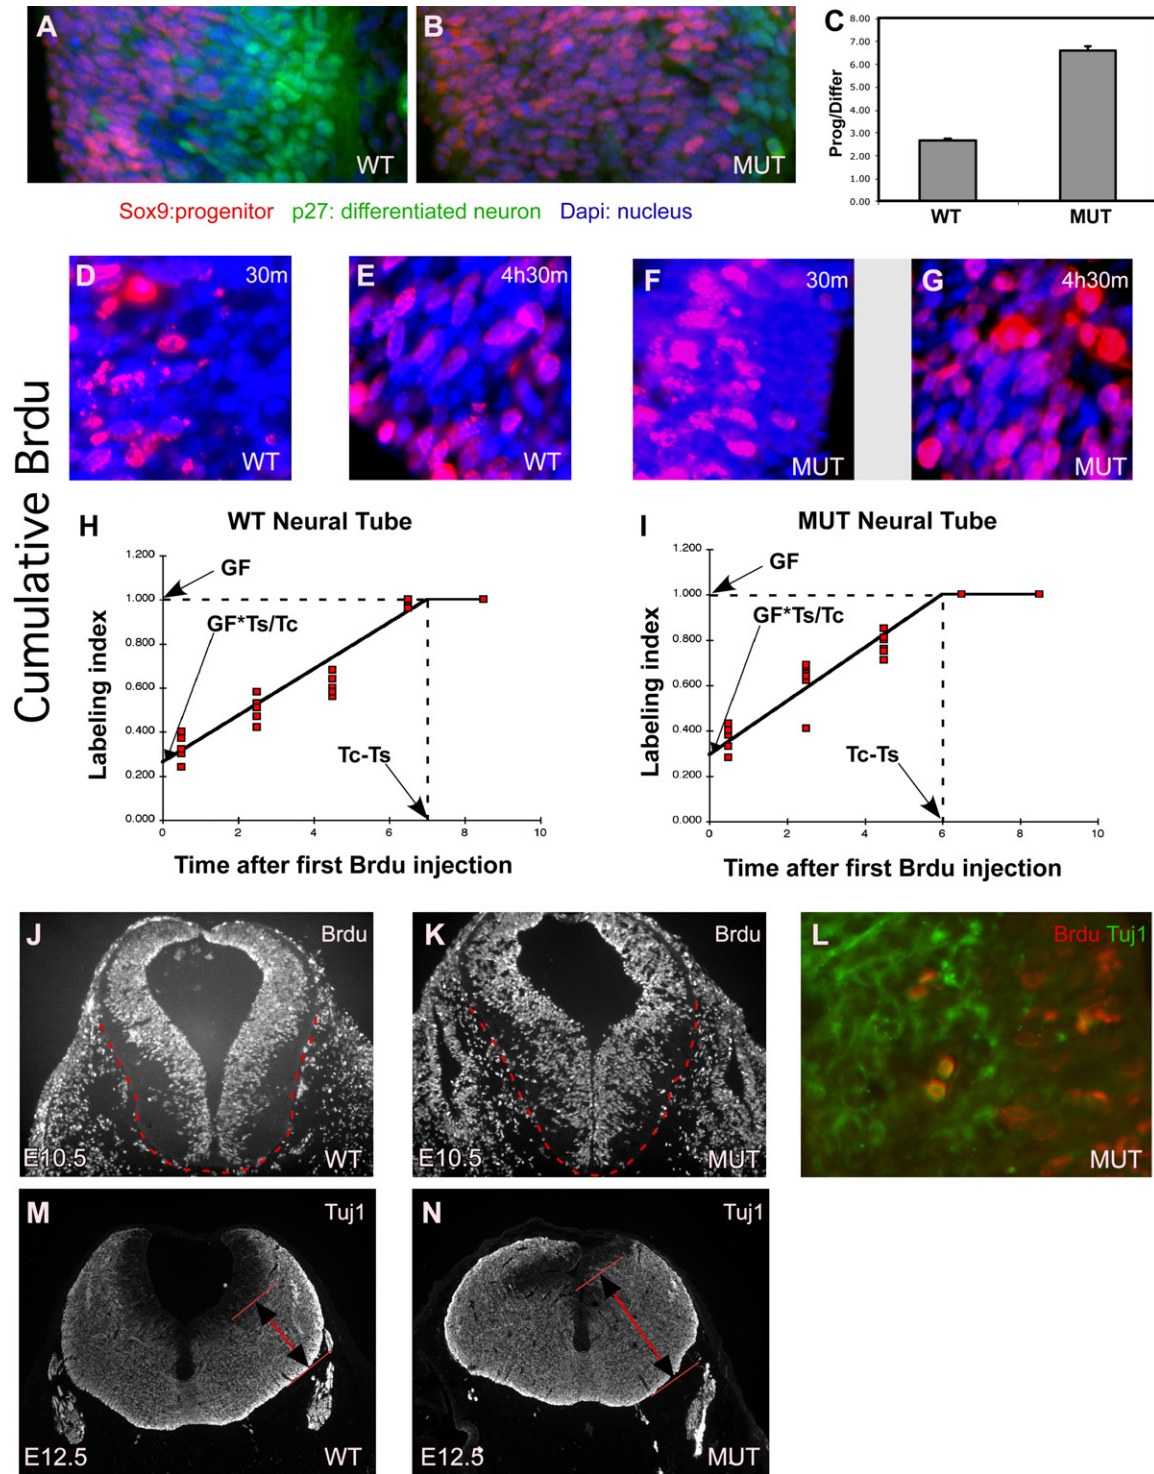 A
WT
B
MUT
C
Prog/Differ
8.00
7.00
6.00
5.00
4.00
3.00
2.00
1.00
0.00
WT
MUT
Sox9:progenitor p27: differentiated neuron Dapi: nucleus
Cumulative Brdu
D
30m
WT
E
4h30m
WT
F
30m
MUT
G
4h30m
MUT
H
WT Neural Tube
Labeling index
1.200
1.000
0.800
0.600
0.400
0.200
0.000
GF
GF*Ts/Tc
Tc-Ts
0 2 4 6 8 10
Time after first Brdu injection
I
MUT Neural Tube
Labeling index
1.200
1.000
0.800
0.600
0.400
0.200
0.000
GF
GF*Ts/Tc
Tc-Ts
0 2 4 6 8 10
Time after first Brdu injection
J
Brdu
E10.5
WT
K
Brdu
E10.5
MUT
L
Brdu Tuj1
MUT
M
Tuj1
E12.5
WT
N
Tuj1
E12.5
MUT